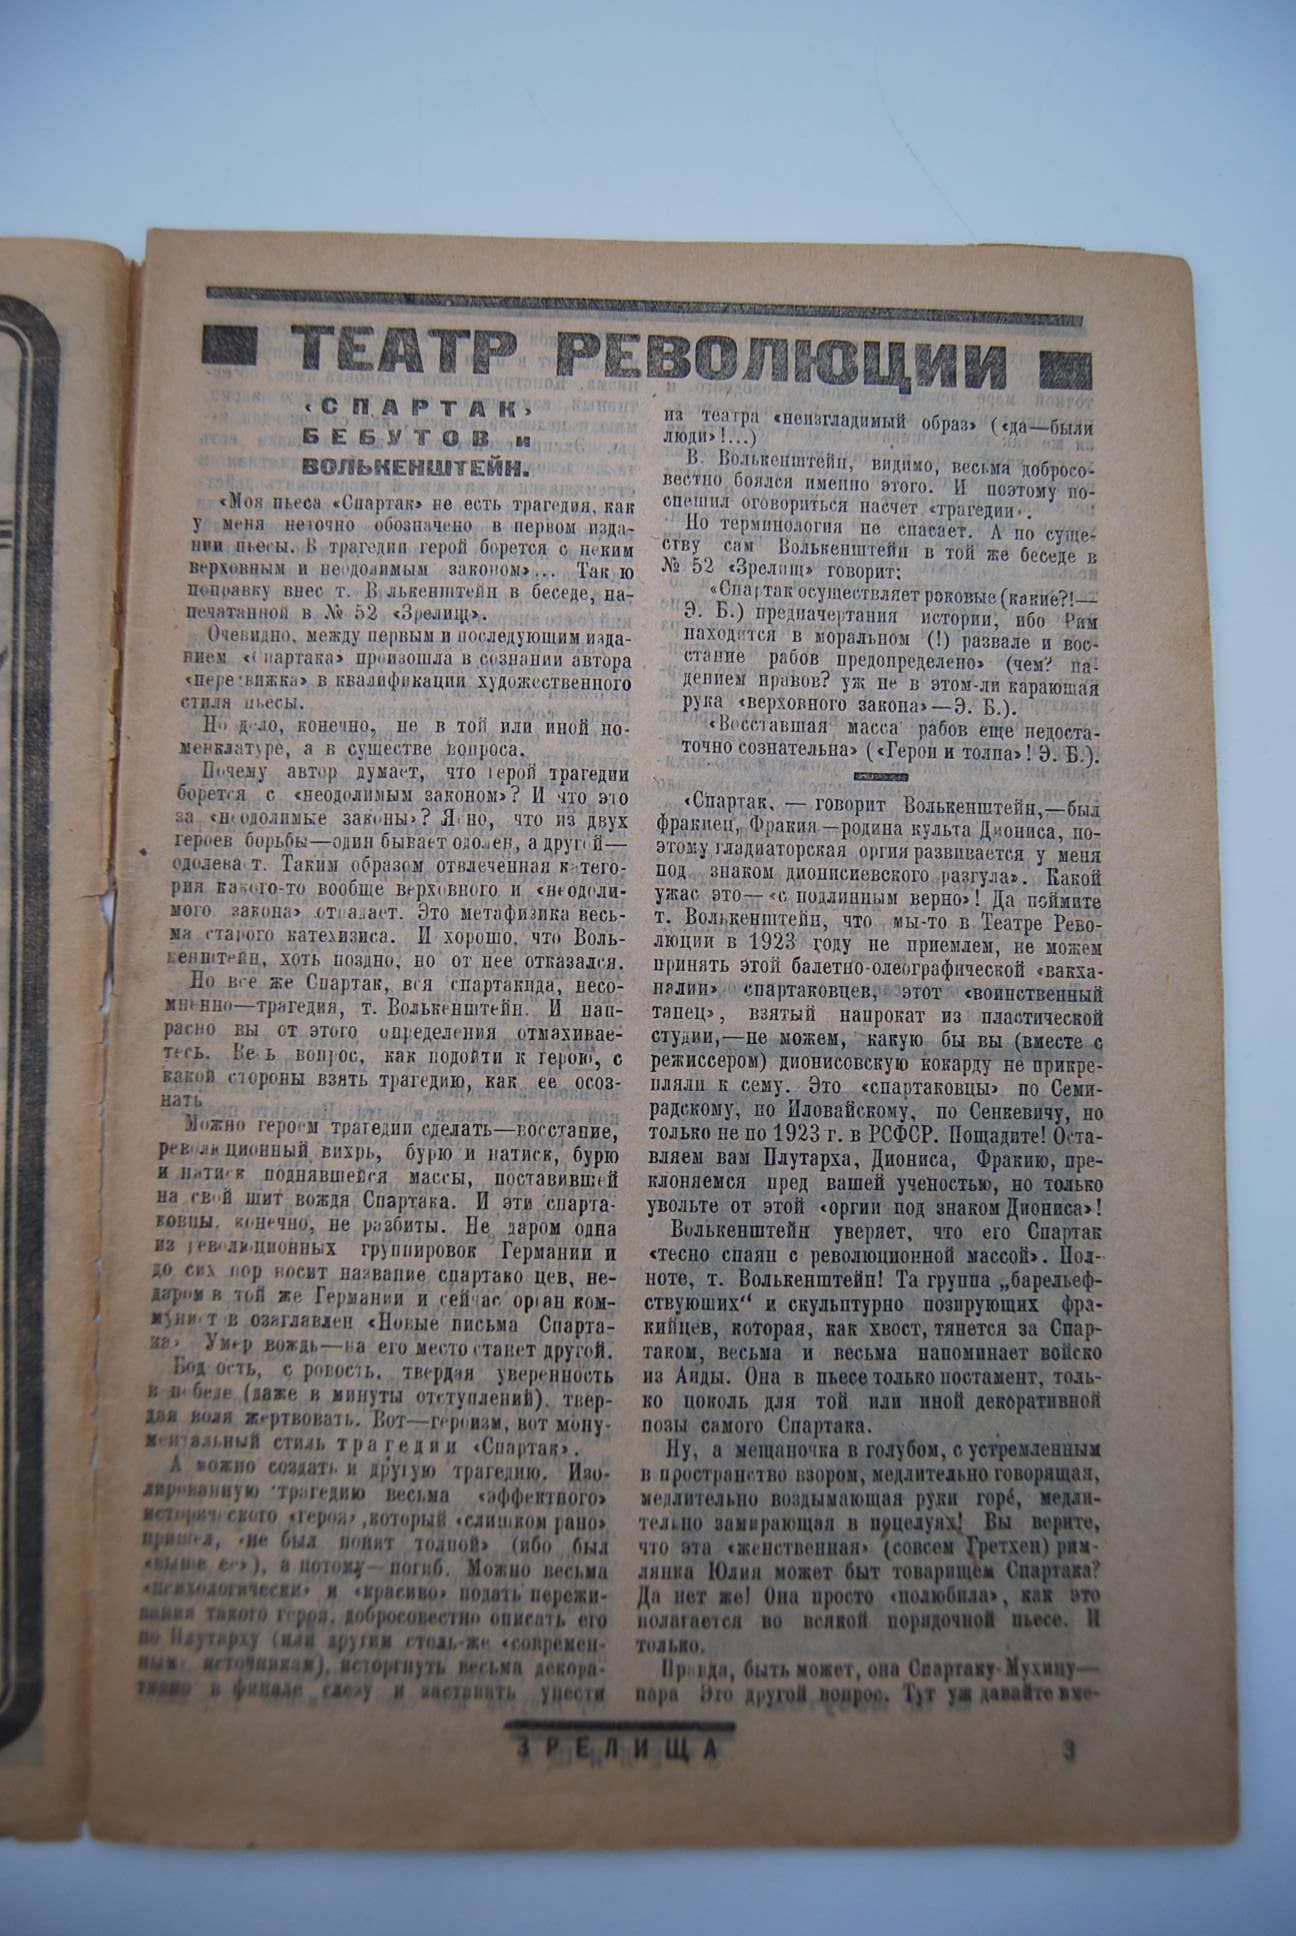 ТЕАТР РЕВОЛЮЦИИ
‹СПАРТАК›
БЕБУТОВ и
ВОЛЬКЕНШТЕЙН.
«Моя пьеса «Спартак» не есть трагедия, как
у меня неточно обозначено в первом изда-
нии пьесы. В трагедии герой борется с неким
верховным и неодолимым законом»... Такую
поправку внес т. В лькенштейн в беседе, на-
печатанной в № 52 «Зрелищ».
Очевидно, между первым и последующим изда-
нием «Спартака» произошла в сознании автора
«передвижка» в квалификации художественного
стиля пьесы.
Но дело, конечно, не в той или иной но-
менклатуре, а в существе вопроса.
Почему автор думает, что герой трагедии
борется с «неодолимым законом»? И что это
за «неодолимые законы»? Ясно, что из двух
героев борьбы—один бывает одолен, а другой—
одолевает. Таким образом отвлеченная катего-
рия какого-то вообще верховного и «неодоли-
мого закона» отпадает. Это метафизика весь-
ма старого катехизиса. И хорошо, что Воль-
кенштейн, хоть поздно, но от нее отказался.
Но все же Спартак, вся спартакида, несо-
мненно—трагедия, т. Волькенштейн. И нап-
расно вы от этого определения отмахивае-
тесь. Весь вопрос, как подойти к герою, с
какой стороны взять трагедию, как ее осоз-
нать
Можно героем трагедии сделать—восстание,
революционный вихрь, бурю и натиск, бурю
и натиск поднявшейся массы, поставившей
на свой щит вождя Спартака. И эти спарта-
ковцы, конечно, не разбиты. Не даром одна
из революционных группировок Германии и
до сих пор носит название спартаковцев, не-
даром в той же Германии и сейчас орган ком-
мунистов озаглавлен «Новые письма Спарта-
ка» Умер вождь—на его место станет другой.
Бодрость, суровость, твердая уверенность
в победе (даже в минуты отступлений), твер-
дая воля жертвовать. Вот—героизм, вот мону-
ментальный стиль трагедии «Спартак».
А можно создать и другую трагедию. Изо-
лированную трагедию весьма «эффектного»
исторического «героя», который «слишком рано»
пришел, «не был понят толпой» (ибо был
«выше ее»), а потому—погиб. Можно весьма
«психологически» и «красиво» подать пережи-
вания такого героя, добросовестно описать его
по Плутарху (или другим столь-же «современ-
ным» источникам), исторгнуть весьма декора-
тивно в финале слезу и заставить унести
из театра «неизгладимый образ» («да—были
люди»!...)
В. Волькенштейн, видимо, весьма добросо-
вестно боялся именно этого. И поэтому по-
спешил оговориться насчет «трагедии».
Но терминология не спасает. А по суще-
ству сам Волькенштейн в той же беседе в
№ 52 «Зрелищ» говорит:
«Спартак осуществляет роковые (какие?!—
Э. Б.) предначертания истории, ибо Рим
находится в моральном (!) развале и вос-
стание рабов предопределено» (чем? па-
дением нравов? уж не в этом-ли карающая
рука «верховного закона»—Э. Б.).
«Восставшая масса рабов еще недоста-
точно сознательна» («Герои и толпа»! Э. Б.).
«Спартак, — говорит Волькенштейн,—был
фракиец, Фракия—родина культа Диониса, по-
этому гладиаторская оргия развивается у меня
под знаком дионисиевского разгула». Какой
ужас это—«с подлинным верно»! Да поймите
т. Волькенштейн, что мы-то в Театре Рево-
люции в 1923 году не приемлем, не можем
принять этой балетно-олеографической «вакха-
налии» спартаковцев, этот «воинственный
танец», взятый напрокат из пластической
студии,—не можем, какую бы вы (вместе с
режиссером) дионисовскую кокарду не прикре-
пляли к сему. Это «спартаковцы» по Семи-
радскому, по Иловайскому, по Сенкевичу, но
только не по 1923 г. в РСФСР. Пощадите! Оста-
вляем вам Плутарха, Диониса, Фракию, пре-
клоняемся пред вашей ученостью, но только
увольте от этой «оргии под знаком Диониса»!
Волькенштейн уверяет, что его Спартак
«тесно спаян с революционной массой». Пол-
ноте, т. Волькенштейн! Та группа „барельеф-
ствующих“ и скульптурно позирующих фра-
кийцев, которая, как хвост, тянется за Спар-
таком, весьма и весьма напоминает войско
из Аиды. Она в пьесе только постамент, толь-
ко цоколь для той или иной декоративной
позы самого Спартака.
Ну, а мещаночка в голубом, с устремленным
в пространство взором, медлительно говорящая,
медлительно воздымающая руки горе́, медли-
тельно замирающая в поцелуях! Вы верите,
что эта «женственная» (совсем Гретхен) рим-
лянка Юлия может быт товарищем Спартака?
Да нет же! Она просто «полюбила», как это
полагается во всякой порядочной пьесе. И
только.
Правда, быть может, она Спартаку-Мухину—
пара Это другой вопрос. Тут уж давайте вме-
ЗРЕЛИЩА
3